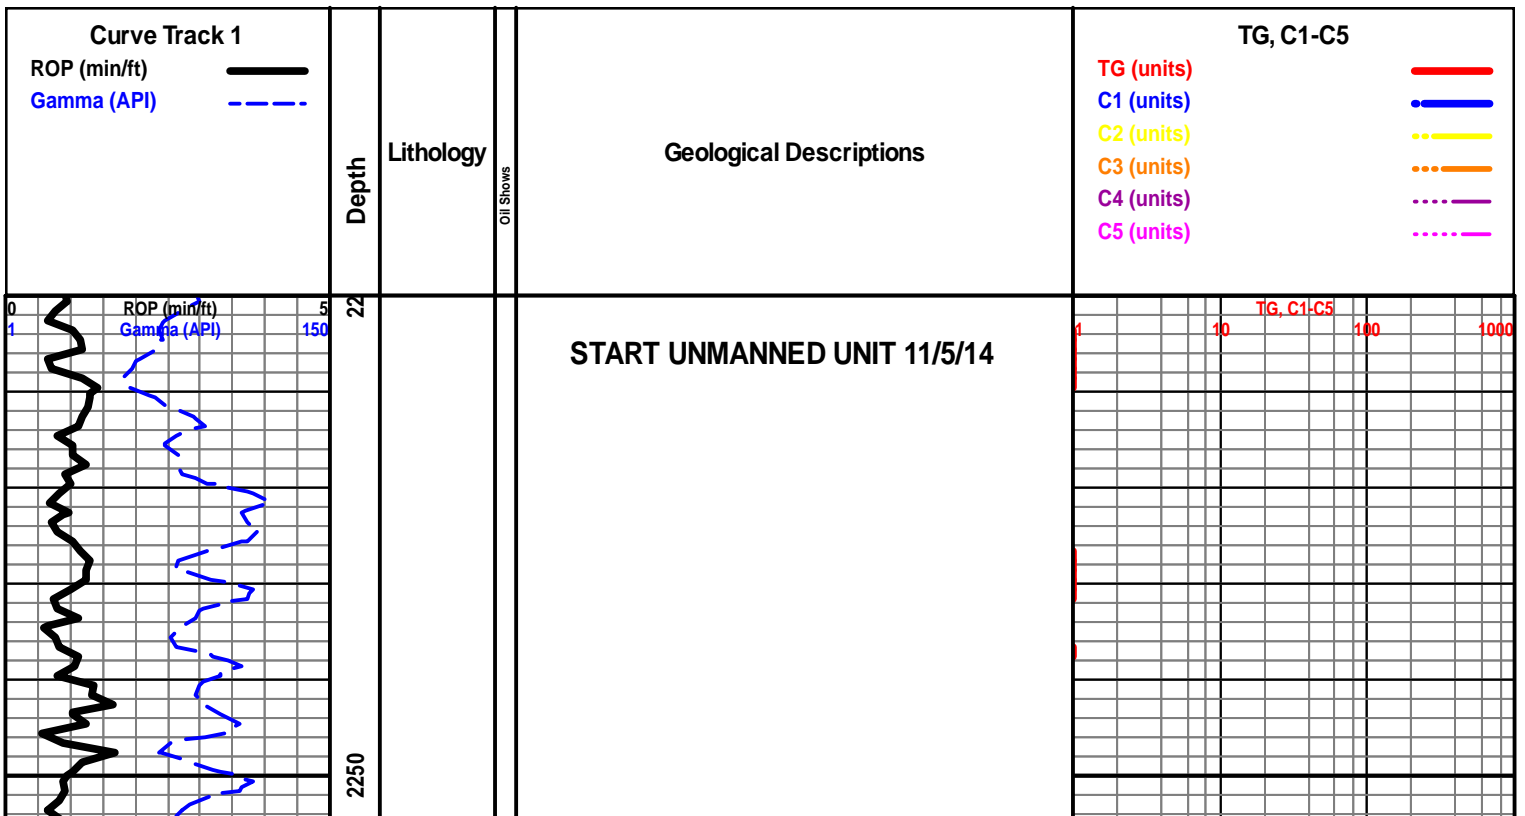 Curve Track 1
ROP (min/ft)
Gamma (API)
Depth
Lithology
Oil Shows
Geological Descriptions
TG, C1-C5
TG (units)
C1 (units)
C2 (units)
C3 (units)
C4 (units)
C5 (units)
0 ROP (min/ft) 5
1 Gamma (API) 150
22
TG, C1-C5
1 10 100 1000
START UNMANNED UNIT 11/5/14
2250